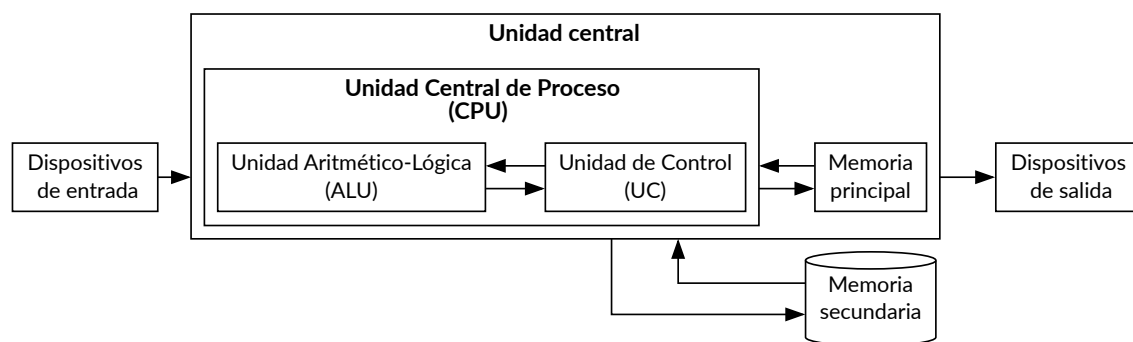 Unidad central
Unidad Central de Proceso
(CPU)
Dispositivos
de entrada
Unidad Aritmético-Lógica
(ALU)
Unidad de Control
(UC)
Memoria
principal
Dispositivos
de salida
Memoria
secundaria